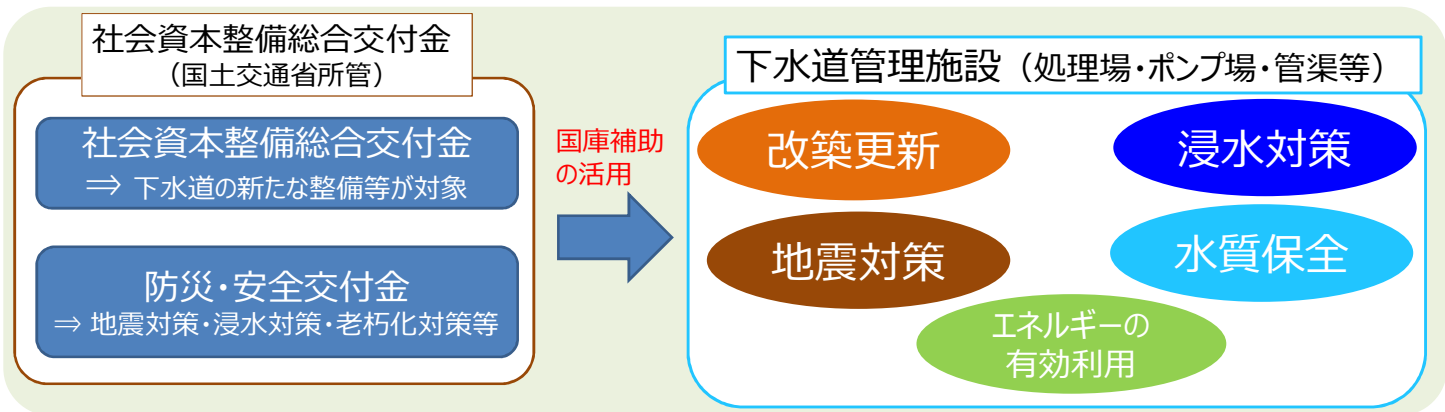 社会資本整備総合交付金
（国土交通省所管）
社会資本整備総合交付金
⇒ 下水道の新たな整備等が対象
防災・安全交付金
⇒ 地震対策・浸水対策・老朽化対策等
国庫補助
の活用
下水道管理施設（処理場・ポンプ場・管渠等）
改築更新
浸水対策
地震対策
水質保全
エネルギーの
有効利用